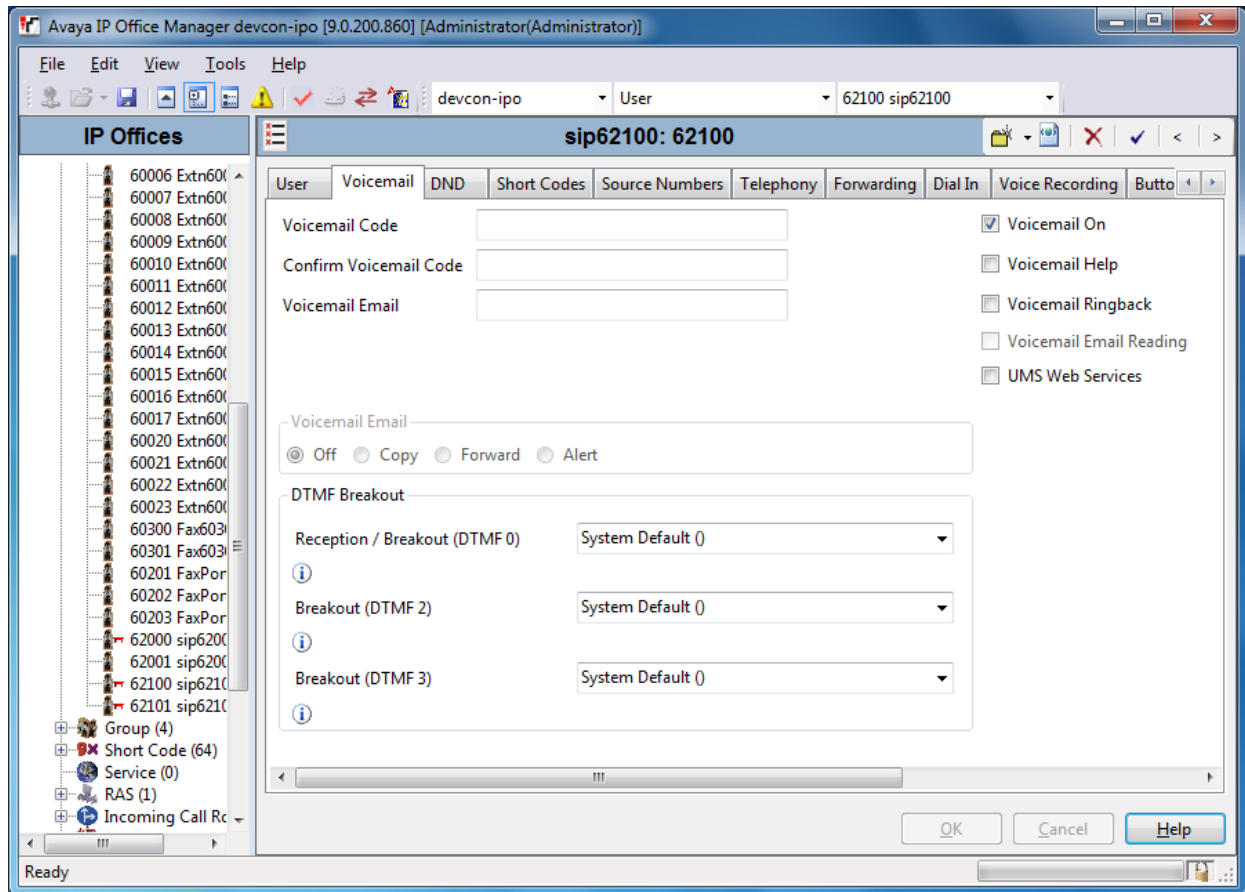 Avaya IP Office Manager devcon-ipo [9.0.200.860] [Administrator(Administrator)]
File Edit View Tools Help
devcon-ipo User 62100 sip62100
IP Offices
60006 Extn600
60007 Extn600
60008 Extn600
60009 Extn600
60010 Extn600
60011 Extn600
60012 Extn600
60013 Extn600
60014 Extn600
60015 Extn600
60016 Extn600
60017 Extn600
60020 Extn600
60021 Extn600
60022 Extn600
60023 Extn600
60300 Fax6030
60301 Fax6030
60201 FaxPor
60202 FaxPor
60203 FaxPor
62000 sip6200
62001 sip6200
62100 sip6210
62101 sip6210
Group (4)
Short Code (64)
Service (0)
RAS (1)
Incoming Call Ro
sip62100: 62100
User Voicemail DND Short Codes Source Numbers Telephony Forwarding Dial In Voice Recording Butto
Voicemail Code
Confirm Voicemail Code
Voicemail Email
Voicemail On
Voicemail Help
Voicemail Ringback
Voicemail Email Reading
UMS Web Services
Voicemail Email
Off Copy Forward Alert
DTMF Breakout
Reception / Breakout (DTMF 0) System Default ()
Breakout (DTMF 2) System Default ()
Breakout (DTMF 3) System Default ()
OK Cancel Help
Ready